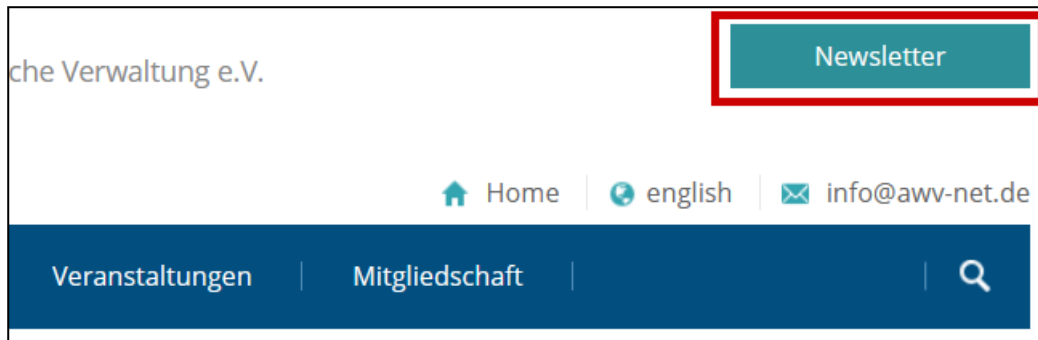 Newsletter
che Verwaltung e.V.
Home english info@awv-net.de
Veranstaltungen Mitgliedschaft